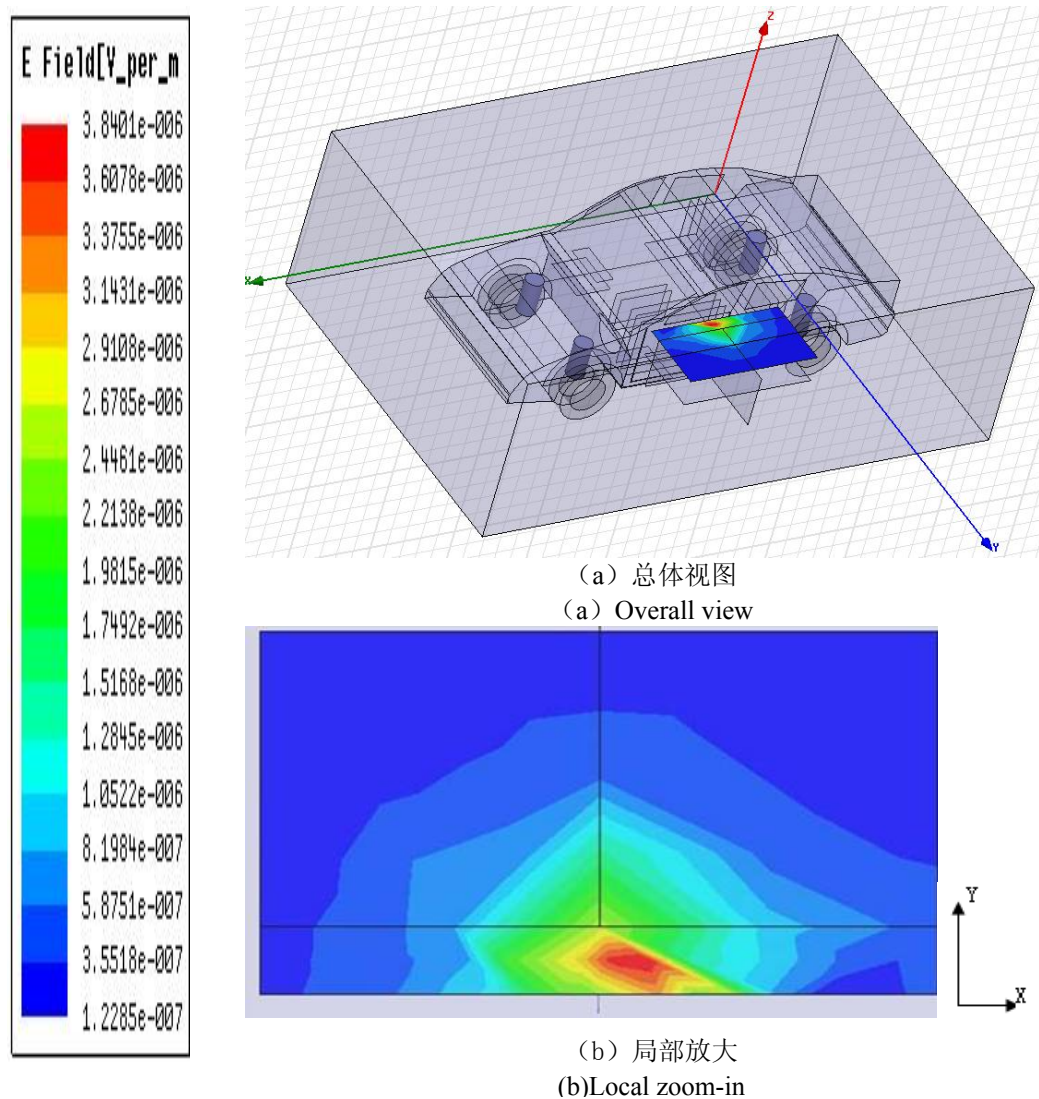 E Field[V_per_m
3.8401e-006
3.6078e-006
3.3755e-006
3.1431e-006
2.9108e-006
2.6785e-006
2.4461e-006
2.2138e-006
1.9815e-006
1.7492e-006
1.5168e-006
1.2845e-006
1.0522e-006
8.1984e-007
5.8751e-007
3.5518e-007
1.2285e-007
Z
X
Y
（a）总体视图
（a）Overall view
Y
X
（b）局部放大
(b)Local zoom-in